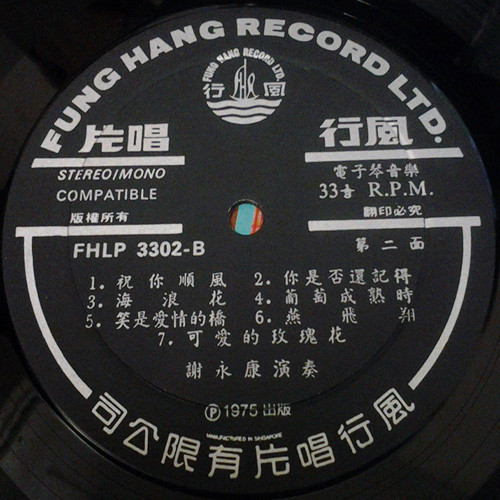 FUNG HANG RECORD LTD.
FUNG HANG RECORD LTD.
行風
片唱
行風
STEREO/MONO
COMPATIBLE
版權所有
電子琴音樂
33⅓ R.P.M.
翻印必究
FHLP 3302-B
第二面
1. 祝你順風 2. 你是否還記得
3. 海浪花 4. 葡萄成熟時
5. 笑是愛情的橋 6. 燕飛翔
7. 可愛的玫瑰花
謝永康演奏
Ⓟ 1975 出版
MANUFACTURED IN SINGAPORE
司公限有片唱行風